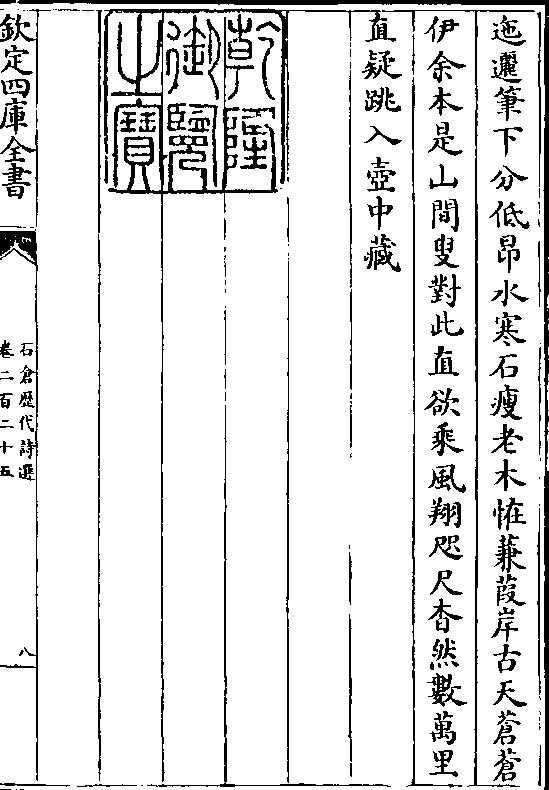 迤邐筆下分低昂水寒石瘦老木恠蒹葭岸古天蒼蒼
伊余本是山間叟對此直欲乘風翔咫尺杳然數萬里
直疑跳入壺中藏
乾隆
御覽
之寶
欽定四庫全書
石倉歷代詩選
卷二百二十五
八